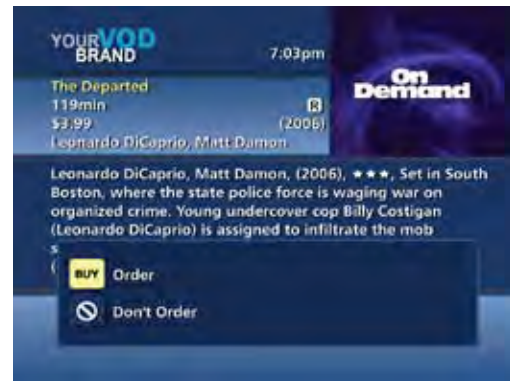 YOUR VOD
BRAND
7:03pm
On
Demand
The Departed
119min R
$3.99 (2006)
Leonardo DiCaprio, Matt Damon
Leonardo DiCaprio, Matt Damon, (2006), ★★★, Set in South
Boston, where the state police force is waging war on
organized crime. Young undercover cop Billy Costigan
(Leonardo DiCaprio) is assigned to infiltrate the mob
s
(
BUY Order
Don't Order